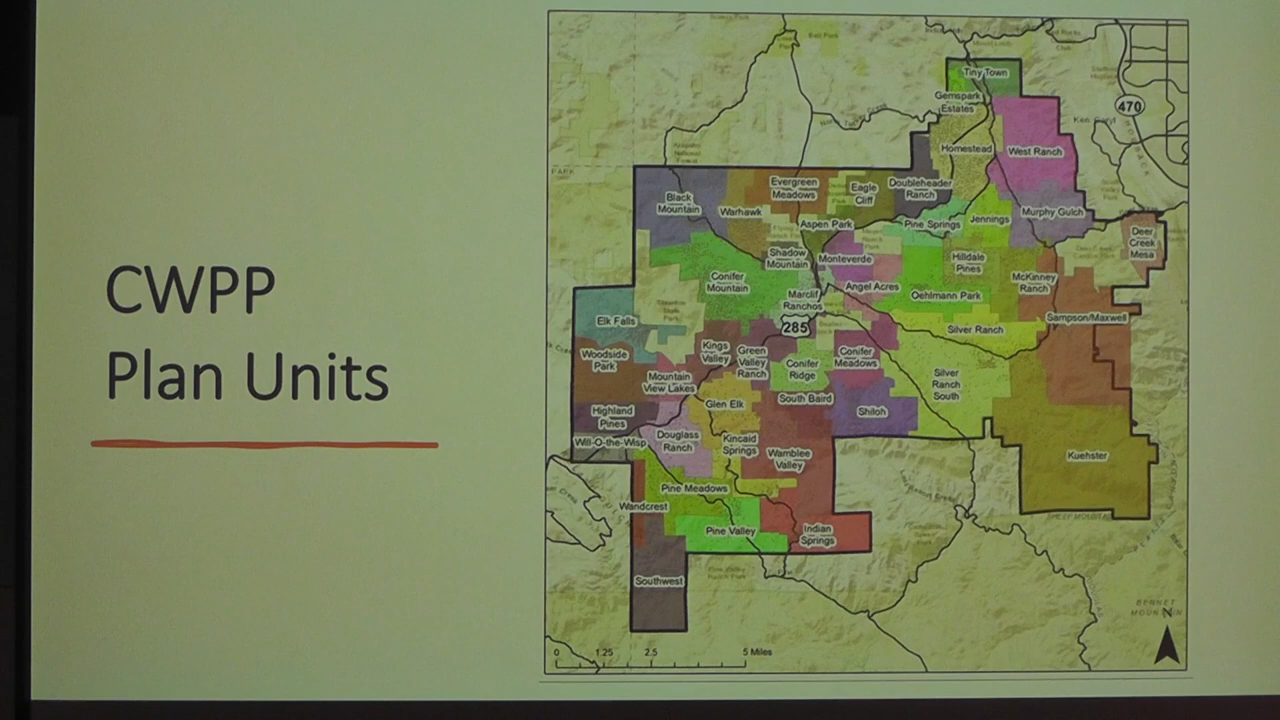 CWPP
Plan Units
Tiny Town
Gemspark
Estates
470
Ken Caryl
Homestead
West Ranch
PARK
Black
Mountain
Warhawk
Evergreen
Meadows
Eagle
Cliff
Doubleheader
Ranch
Aspen Park
Pine Springs
Jennings
Murphy Gulch
Deer
Creek
Mesa
Shadow
Mountain
Monteverde
Hilldale
Pines
Conifer
Mountain
Angel Acres
McKinney
Ranch
Marclif
Ranchos
Oehlmann Park
Elk Falls
285
Silver Ranch
Sampson/Maxwell
Woodside
Park
Kings
Valley
Green
Valley
Ranch
Conifer
Ridge
Conifer
Meadows
Mountain
View Lakes
Silver
Ranch
South
Highland
Pines
Glen Elk
South Baird
Shiloh
Will-O-the-Wisp
Douglass
Ranch
Kincaid
Springs
Wamblee
Valley
Kuehster
Pine Meadows
Wandcrest
Pine Valley
Indian
Springs
Southwest
N
0 1.25 2.5 5 Miles